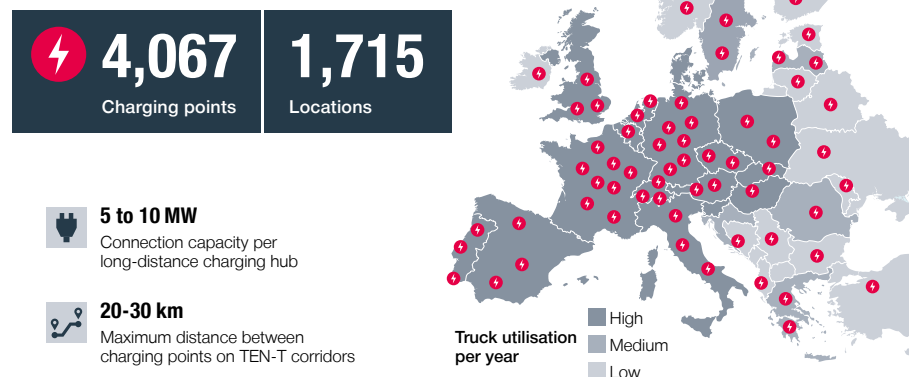 4,067
Charging points
1,715
Locations
5 to 10 MW
Connection capacity per
long-distance charging hub
20-30 km
Maximum distance between
charging points on TEN-T corridors
Truck utilisation
per year
High
Medium
Low